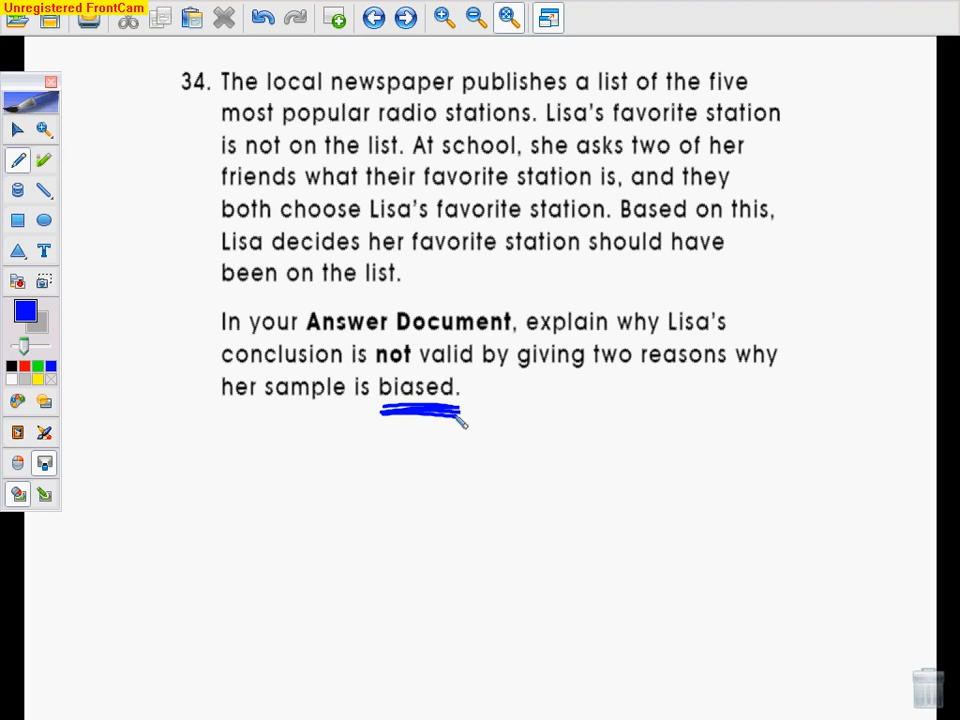 Unregistered FrontCam
34. The local newspaper publishes a list of the five
most popular radio stations. Lisa's favorite station
is not on the list. At school, she asks two of her
friends what their favorite station is, and they
both choose Lisa's favorite station. Based on this,
Lisa decides her favorite station should have
been on the list.
In your Answer Document, explain why Lisa's
conclusion is not valid by giving two reasons why
her sample is biased.